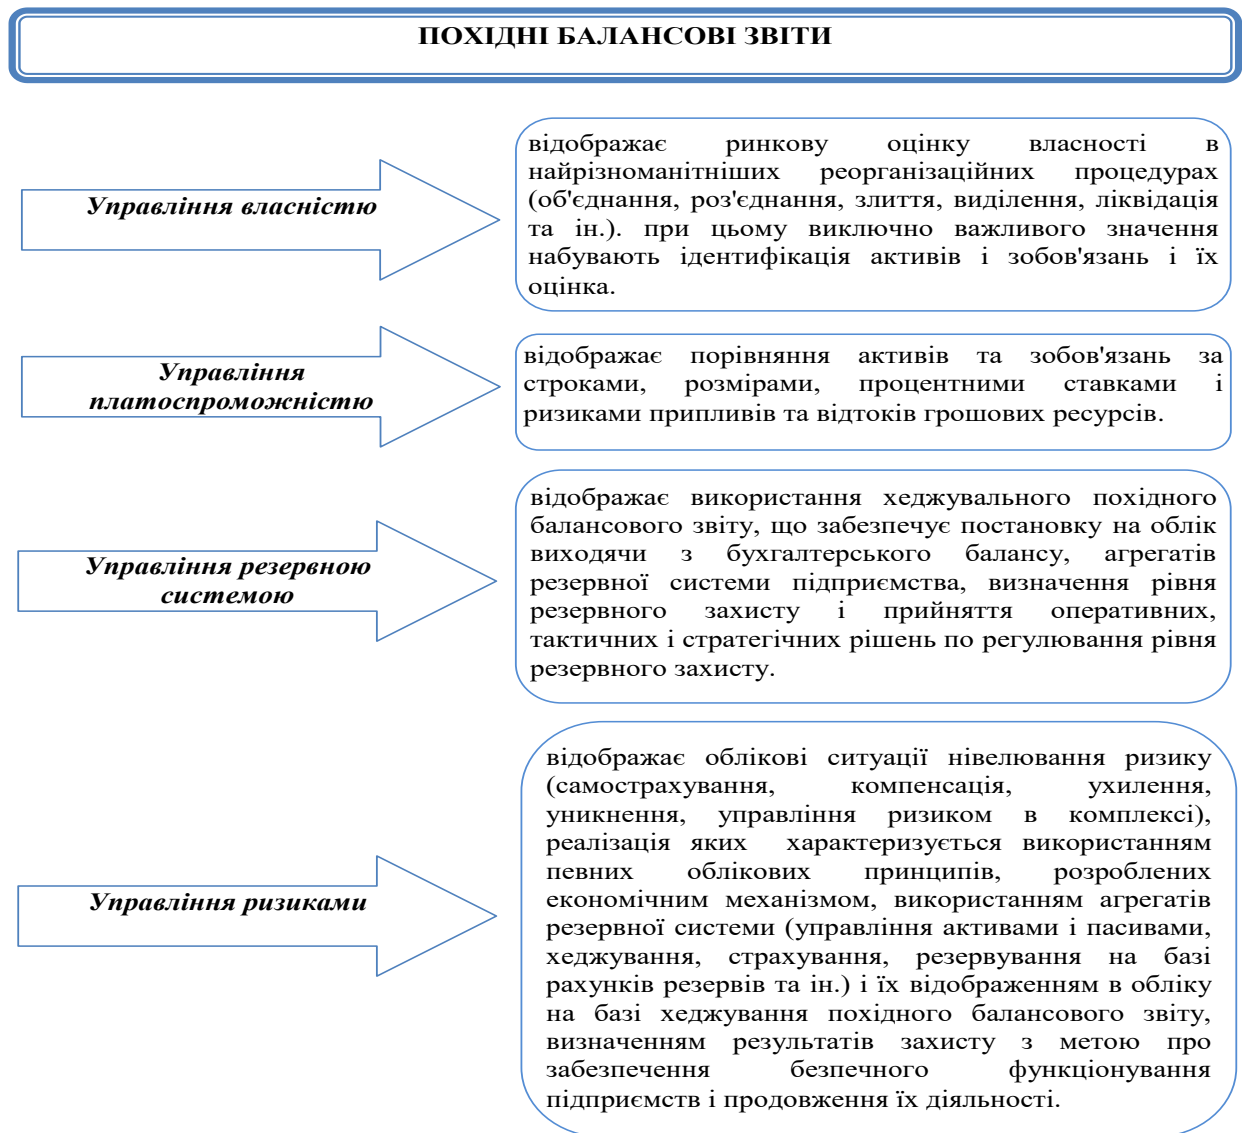 ПОХІДНІ БАЛАНСОВІ ЗВІТИ
Управління власністю
відображає ринкову оцінку власності в
найрізноманітніших реорганізаційних процедурах
(об'єднання, роз'єднання, злиття, виділення, ліквідація
та ін.). при цьому виключно важливого значення
набувають ідентифікація активів і зобов'язань і їх
оцінка.
Управління
платоспроможністю
відображає порівняння активів та зобов'язань за
строками, розмірами, процентними ставками і
ризиками припливів та відтоків грошових ресурсів.
Управління резервною
системою
відображає використання хеджувального похідного
балансового звіту, що забезпечує постановку на облік
виходячи з бухгалтерського балансу, агрегатів
резервної системи підприємства, визначення рівня
резервного захисту і прийняття оперативних,
тактичних і стратегічних рішень по регулювання рівня
резервного захисту.
Управління ризиками
відображає облікові ситуації нівелювання ризику
(самострахування, компенсація, ухилення,
уникнення, управління ризиком в комплексі),
реалізація яких характеризується використанням
певних облікових принципів, розроблених
економічним механізмом, використанням агрегатів
резервної системи (управління активами і пасивами,
хеджування, страхування, резервування на базі
рахунків резервів та ін.) і їх відображенням в обліку
на базі хеджування похідного балансового звіту,
визначенням результатів захисту з метою про
забезпечення безпечного функціонування
підприємств і продовження їх діяльності.